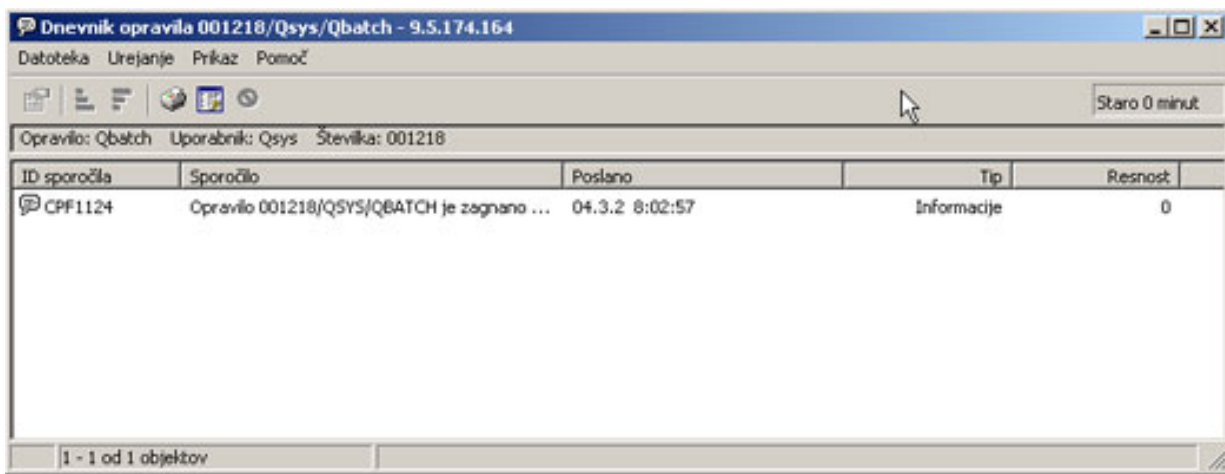 Dnevnik opravila 001218/Qsys/Qbatch - 9.5.174.164
Datoteka Urejanje Prikaz Pomoč
Staro 0 minut
Opravilo: Qbatch Uporabnik: Qsys Številka: 001218
ID sporočila Sporočilo Poslano Tip Resnost
CPF1124 Opravilo 001218/QSYS/QBATCH je zagnano ... 04.3.2 8:02:57 Informacije 0
1 - 1 od 1 objektov